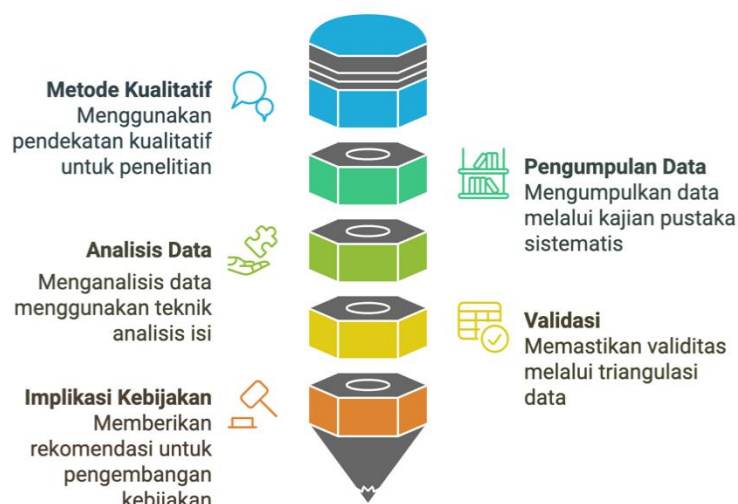 Metode Kualitatif
Menggunakan
pendekatan kualitatif
untuk penelitian
Pengumpulan Data
Mengumpulkan data
melalui kajian pustaka
sistematis
Analisis Data
Menganalisis data
menggunakan teknik
analisis isi
Validasi
Memastikan validitas
melalui triangulasi
data
Implikasi Kebijakan
Memberikan
rekomendasi untuk
pengembangan
kebijakan